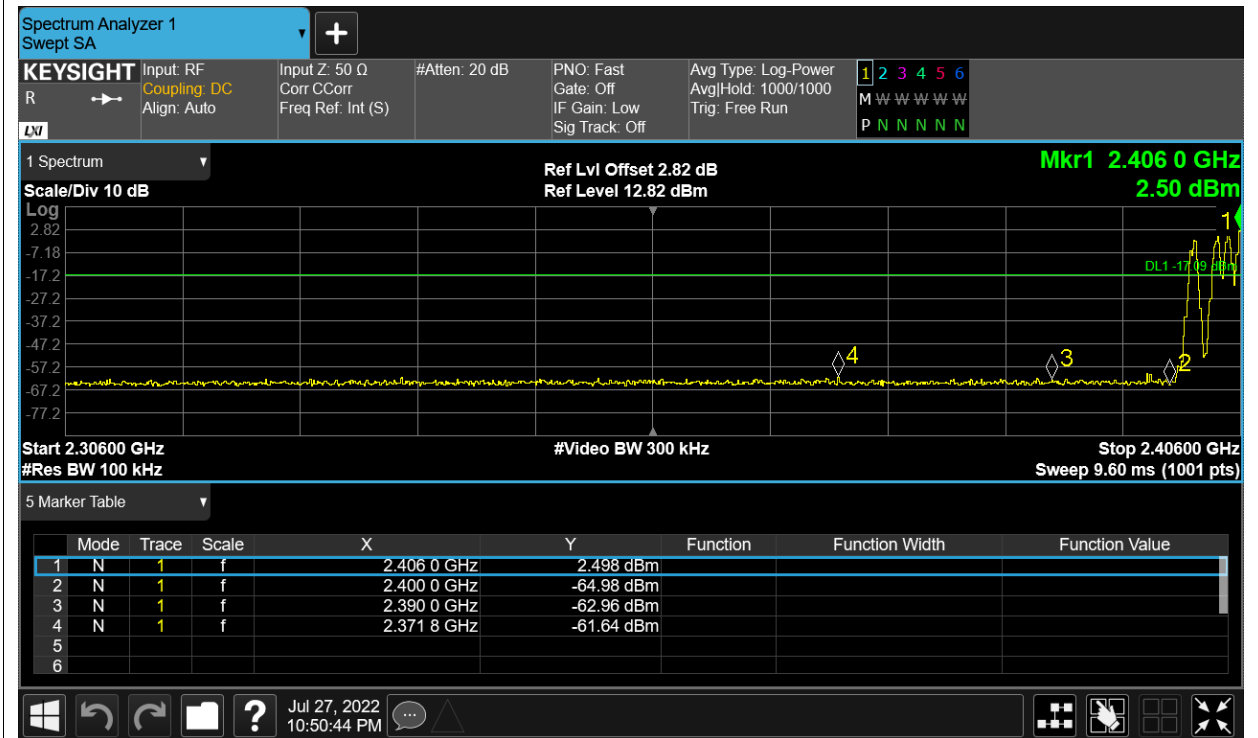 Spectrum Analyzer 1
Swept SA
KEYSIGHT
R
LXI
Input: RF
Coupling: DC
Align: Auto
Input Z: 50 Ω
Corr CCorr
Freq Ref: Int (S)
#Atten: 20 dB
PNO: Fast
Gate: Off
IF Gain: Low
Sig Track: Off
Avg Type: Log-Power
Avg|Hold: 1000/1000
Trig: Free Run
1 2 3 4 5 6
M W W W W W
P N N N N N
1 Spectrum
Scale/Div 10 dB
Ref Lvl Offset 2.82 dB
Ref Level 12.82 dBm
Mkr1 2.406 0 GHz
2.50 dBm
Log
2.82
-7.18
-17.2
-27.2
-37.2
-47.2
-57.2
-67.2
-77.2
1
DL1 -17.09 dBm
4
3
2
Start 2.30600 GHz
#Res BW 100 kHz
#Video BW 300 kHz
Stop 2.40600 GHz
Sweep 9.60 ms (1001 pts)
5 Marker Table
Mode Trace Scale X Y Function Function Width Function Value
1 N 1 f 2.406 0 GHz 2.498 dBm
2 N 1 f 2.400 0 GHz -64.98 dBm
3 N 1 f 2.390 0 GHz -62.96 dBm
4 N 1 f 2.371 8 GHz -61.64 dBm
5
6
?
Jul 27, 2022
10:50:44 PM